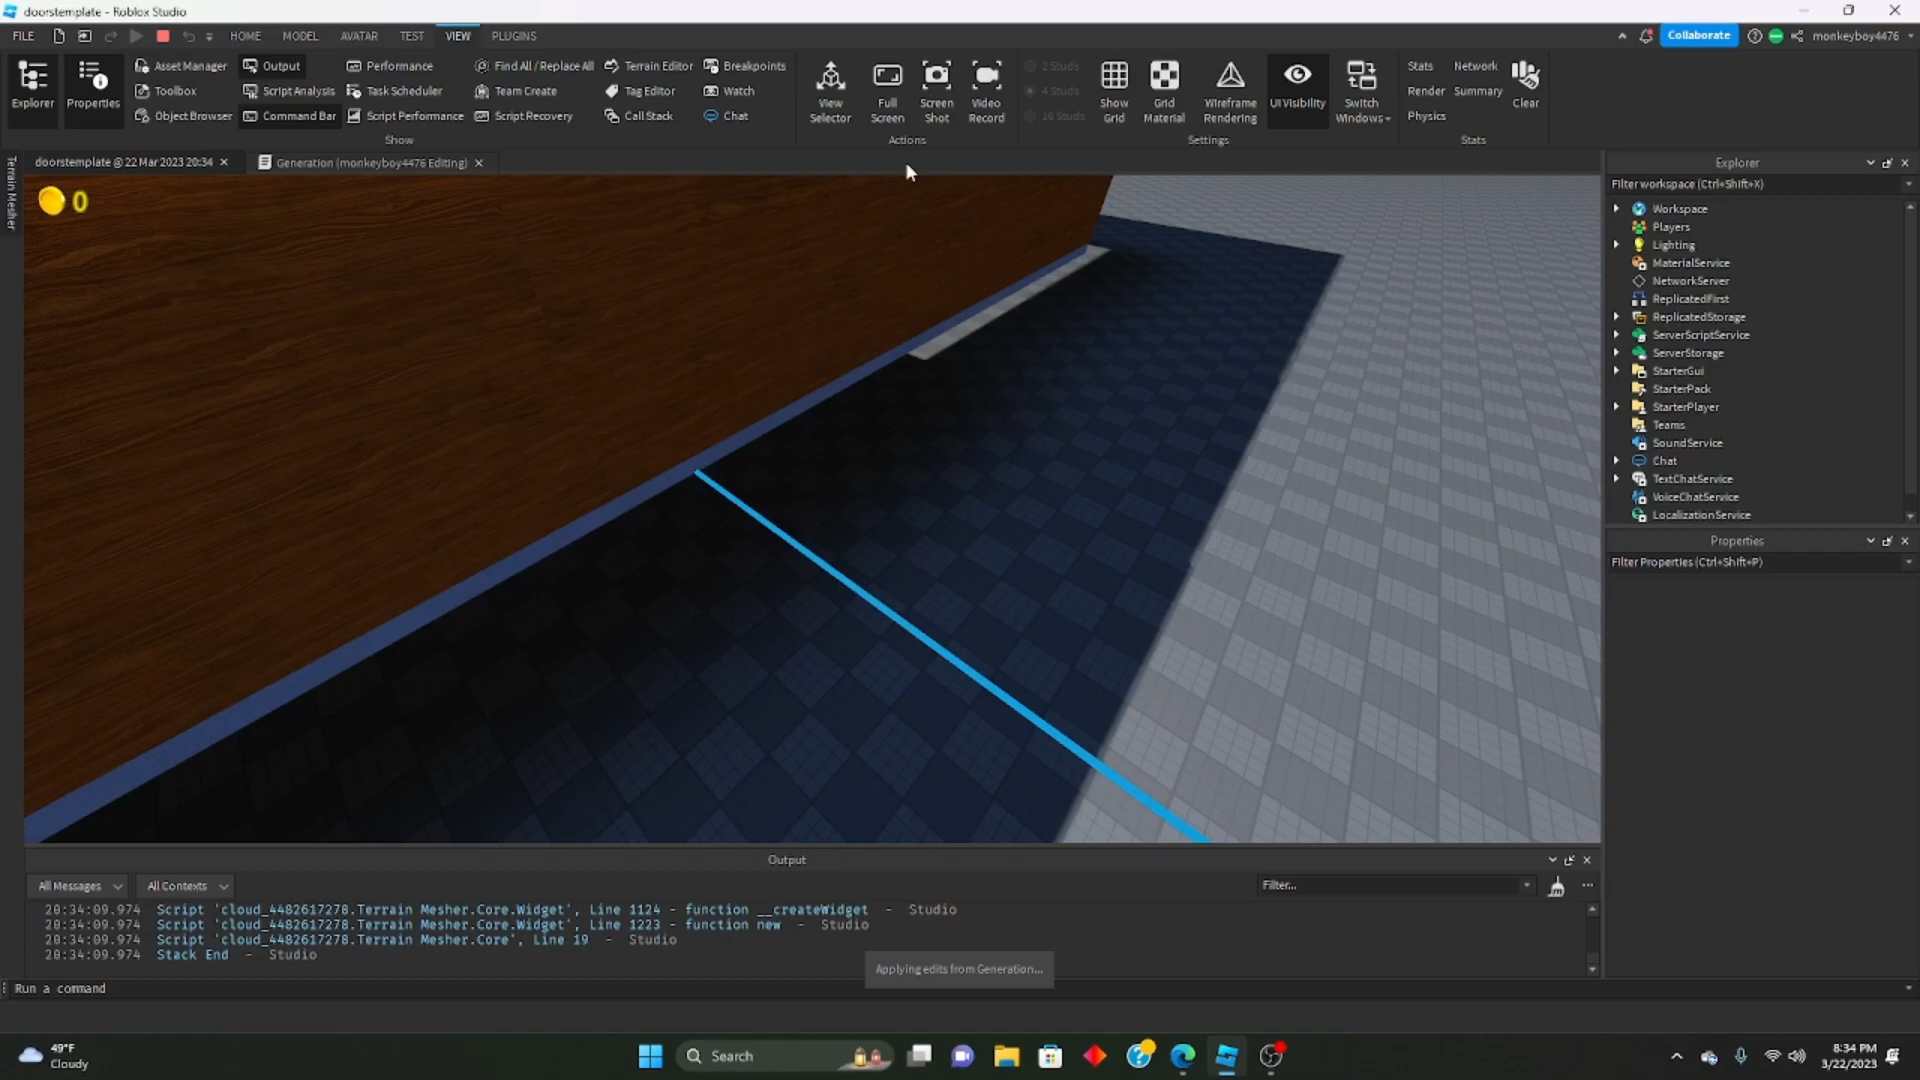 doorstemplate - Roblox Studio
FILE HOME MODEL AVATAR TEST VIEW PLUGINS Collaborate monkeyboy4476
Explorer Properties
Asset Manager Output Performance Find All / Replace All Terrain Editor Breakpoints
Toolbox Script Analysis Task Scheduler Team Create Tag Editor Watch
Object Browser Command Bar Script Performance Script Recovery Call Stack Chat
Show
View Selector Full Screen Screen Shot Video Record
Actions
2 Studs
4 Studs
16 Studs
Show Grid Grid Material Wireframe Rendering UI Visibility Switch Windows
Settings
Stats Network
Render Summary
Physics
Clear
Stats
Terrain Mesher
doorstemplate @ 22 Mar 2023 20:34 Generation (monkeyboy4476 Editing)
0
Explorer
Filter workspace (Ctrl+Shift+X)
Workspace
Players
Lighting
MaterialService
NetworkServer
ReplicatedFirst
ReplicatedStorage
ServerScriptService
ServerStorage
StarterGui
StarterPack
StarterPlayer
Teams
SoundService
Chat
TextChatService
VoiceChatService
LocalizationService
Properties
Filter Properties (Ctrl+Shift+P)
Output
All Messages All Contexts Filter...
20:34:09.974 Script 'cloud_4482617278.Terrain Mesher.Core.Widget', Line 1124 - function __createWidget - Studio
20:34:09.974 Script 'cloud_4482617278.Terrain Mesher.Core.Widget', Line 1223 - function new - Studio
20:34:09.974 Script 'cloud_4482617278.Terrain Mesher.Core', Line 19 - Studio
20:34:09.974 Stack End - Studio
Applying edits from Generation...
Run a command
49°F
Cloudy
Search
8:34 PM
3/22/2023